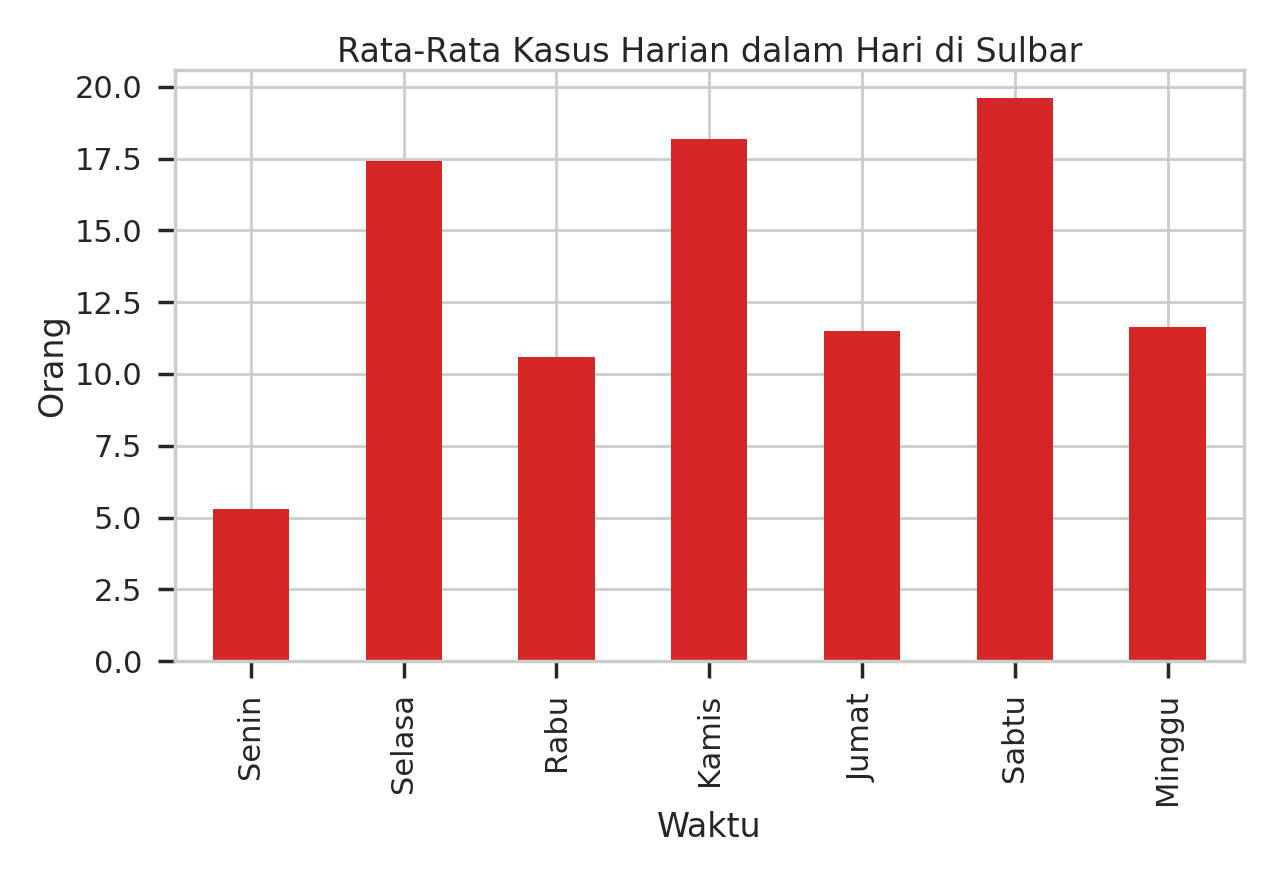 Rata-Rata Kasus Harian dalam Hari di Sulbar
20.0
17.5
15.0
12.5
10.0
7.5
5.0
2.5
0.0
Orang
Senin
Selasa
Rabu
Kamis
Jumat
Sabtu
Minggu
Waktu